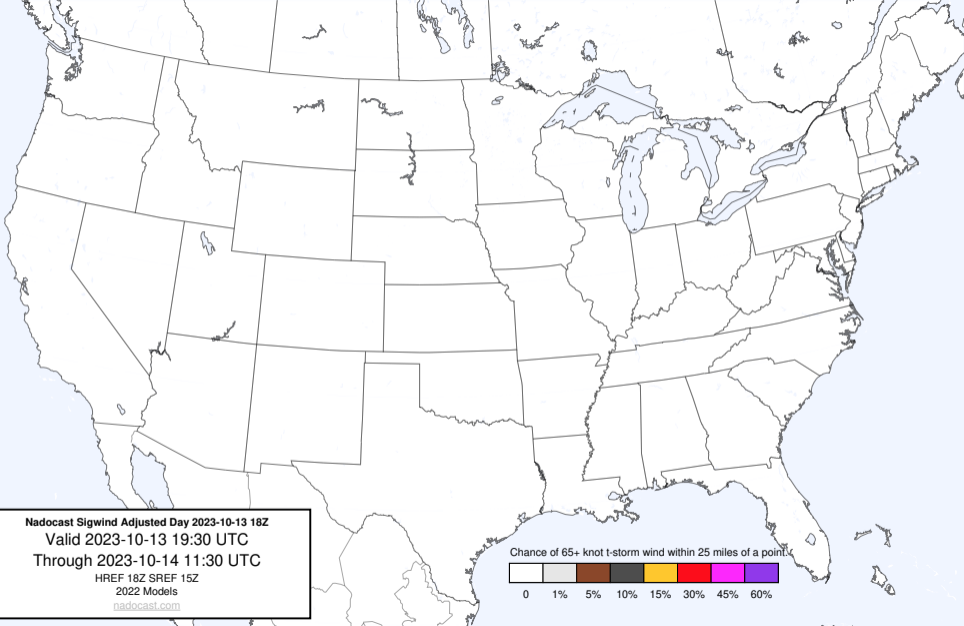 Nadocast Sigwind Adjusted Day 2023-10-13 18Z
Valid 2023-10-13 19:30 UTC
Through 2023-10-14 11:30 UTC
HREF 18Z SREF 15Z
2022 Models
nadocast.com
Chance of 65+ knot t-storm wind within 25 miles of a point.
0 1% 5% 10% 15% 30% 45% 60%